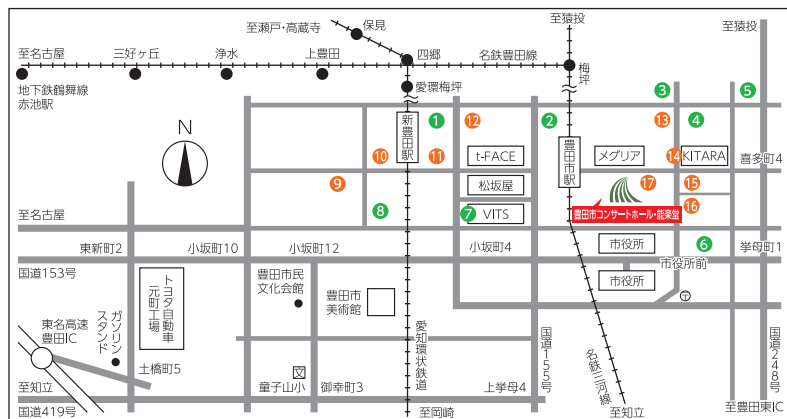 至瀬戸・高蔵寺
保見
至猿投
至猿投
至名古屋
三好ヶ丘
浄水
上豊田
四郷
名鉄豊田線
梅坪
地下鉄鶴舞線
赤池駅
愛環梅坪
N
新豊田駅
豊田市駅
1
12
2
3
13
4
5
10
11
t-FACE
メグリア
14
KITARA
喜多町4
9
松坂屋
17
15
8
7
VITS
豊田市コンサートホール・能楽堂
16
至名古屋
東新町2
小坂町10
小坂町12
小坂町4
市役所
6
挙母町1
市役所前
国道153号
トヨタ自動車
元町工場
豊田市民
文化会館
豊田市
美術館
市役所
〒
東名高速
豊田IC
ガソリン
スタンド
土橋町5
文
童子山小
御幸町3
愛知環状鉄道
上挙母4
国道155号
名鉄三河線
国道248号
至知立
国道419号
至岡崎
至知立
至豊田東IC